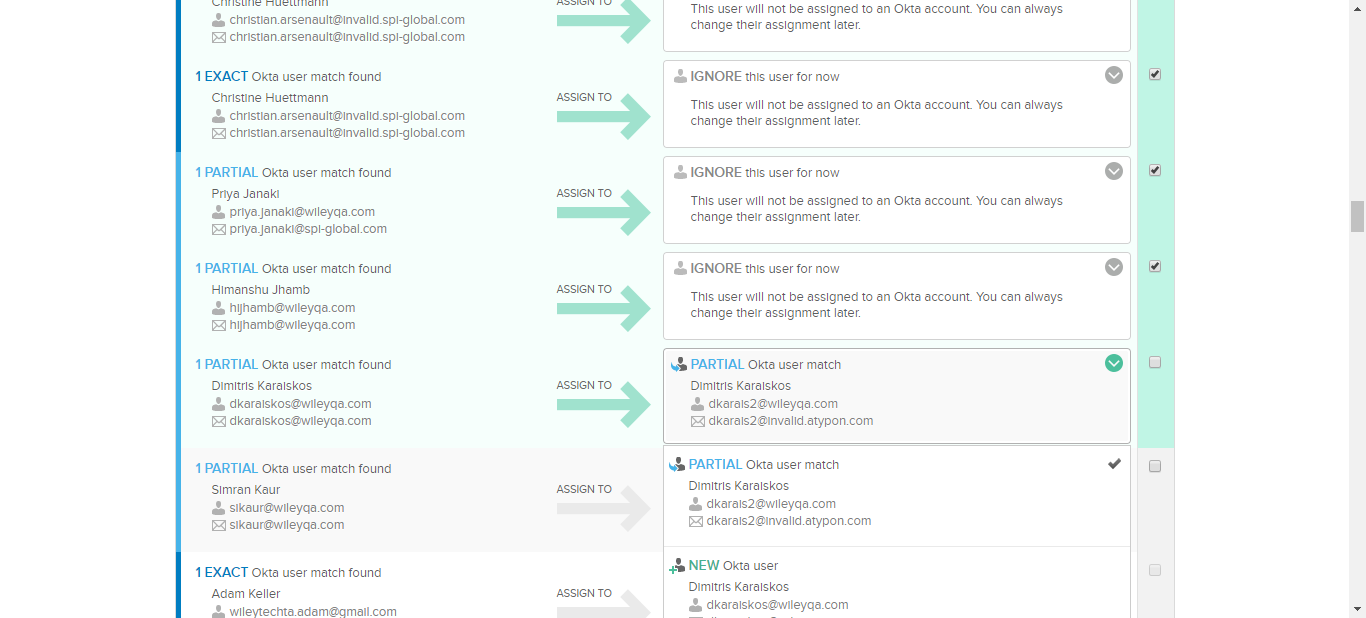 Christine Huettmann
christian.arsenault@invalid.spi-global.com
christian.arsenault@invalid.spi-global.com
ASSIGN TO
This user will not be assigned to an Okta account. You can always
change their assignment later.
1 EXACT Okta user match found
Christine Huettmann
christian.arsenault@invalid.spi-global.com
christian.arsenault@invalid.spi-global.com
ASSIGN TO
IGNORE this user for now
This user will not be assigned to an Okta account. You can always
change their assignment later.
1 PARTIAL Okta user match found
Priya Janaki
priya.janaki@wileyqa.com
priya.janaki@spi-global.com
ASSIGN TO
IGNORE this user for now
This user will not be assigned to an Okta account. You can always
change their assignment later.
1 PARTIAL Okta user match found
Himanshu Jhamb
hijhamb@wileyqa.com
hijhamb@wileyqa.com
ASSIGN TO
IGNORE this user for now
This user will not be assigned to an Okta account. You can always
change their assignment later.
1 PARTIAL Okta user match found
Dimitris Karaiskos
dkaraiskos@wileyqa.com
dkaraiskos@wileyqa.com
ASSIGN TO
PARTIAL Okta user match
Dimitris Karaiskos
dkarais2@wileyqa.com
dkarais2@invalid.atypon.com
1 PARTIAL Okta user match found
Simran Kaur
sikaur@wileyqa.com
sikaur@wileyqa.com
ASSIGN TO
PARTIAL Okta user match
Dimitris Karaiskos
dkarais2@wileyqa.com
dkarais2@invalid.atypon.com
1 EXACT Okta user match found
Adam Keller
wileytechta.adam@gmail.com
ASSIGN TO
NEW Okta user
Dimitris Karaiskos
dkaraiskos@wileyqa.com